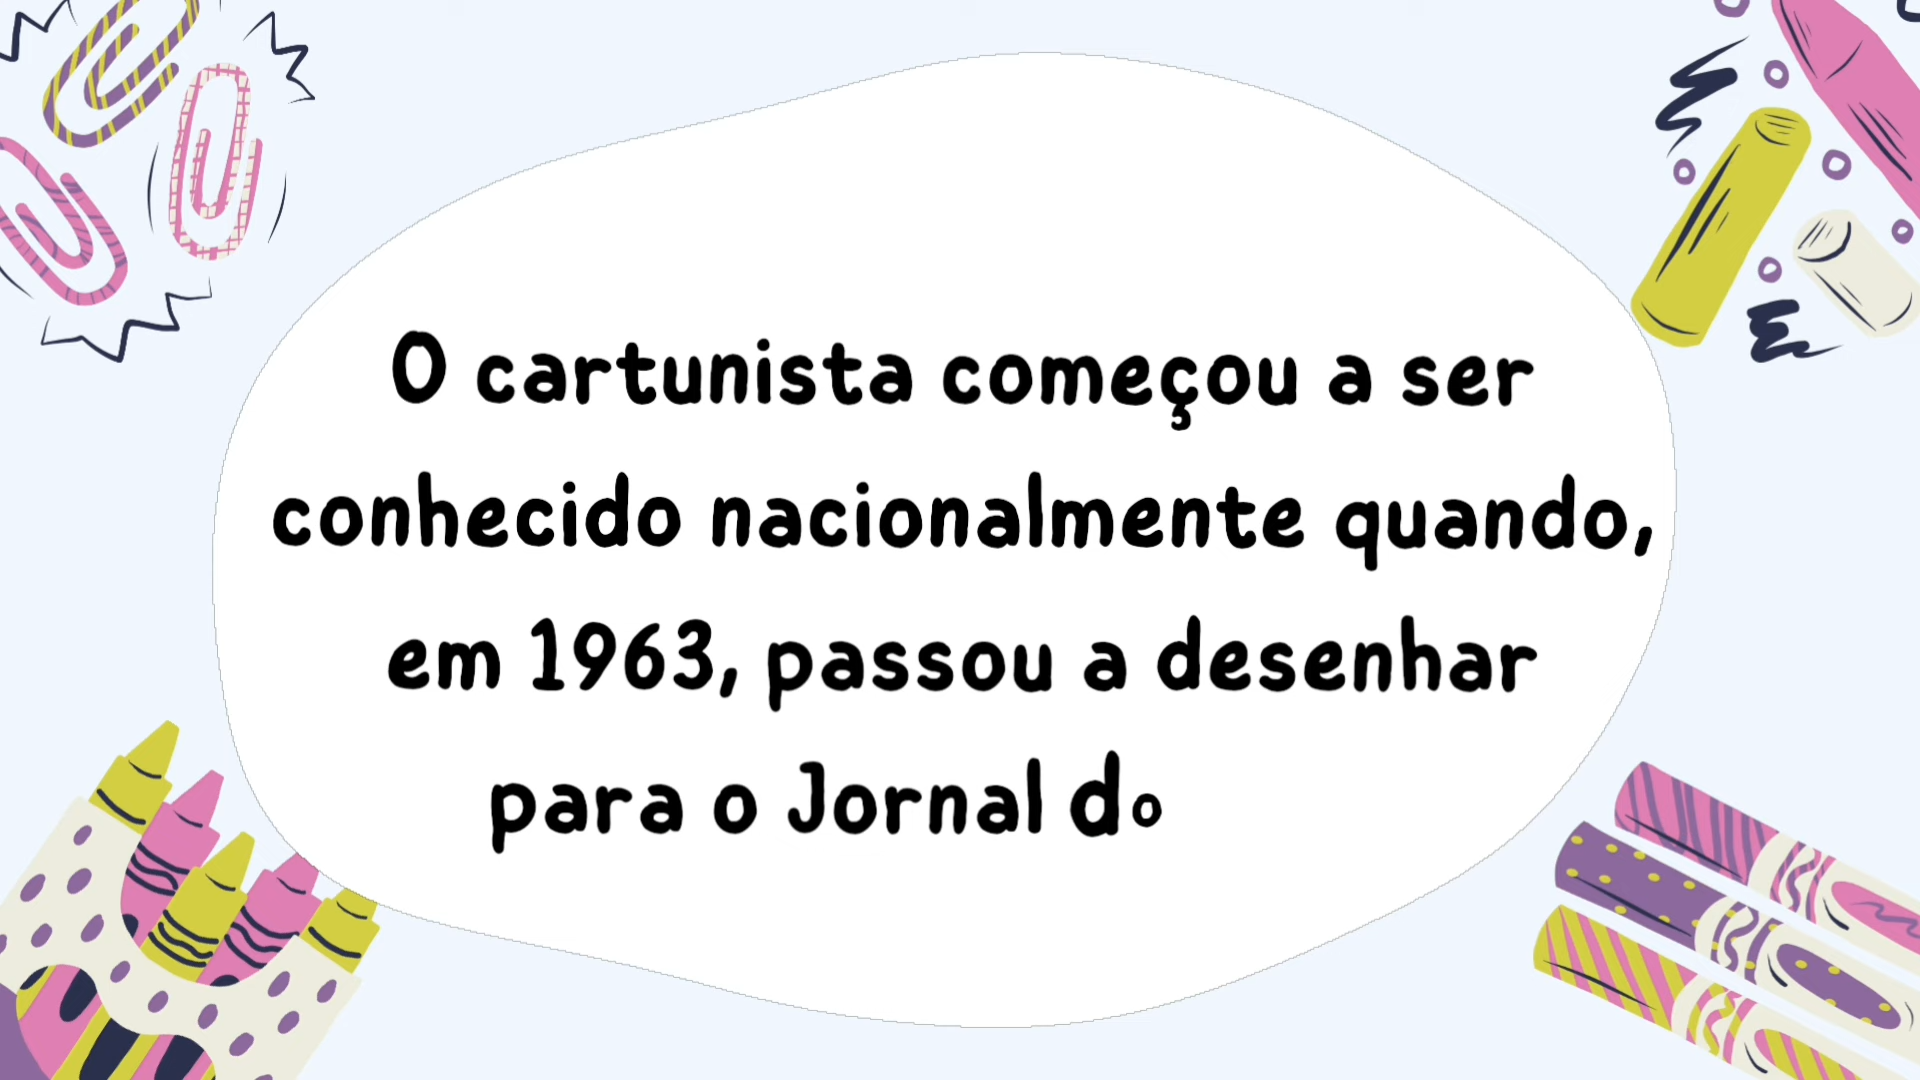 O cartunista começou a ser
conhecido nacionalmente quando,
em 1963, passou a desenhar
para o Jornal do